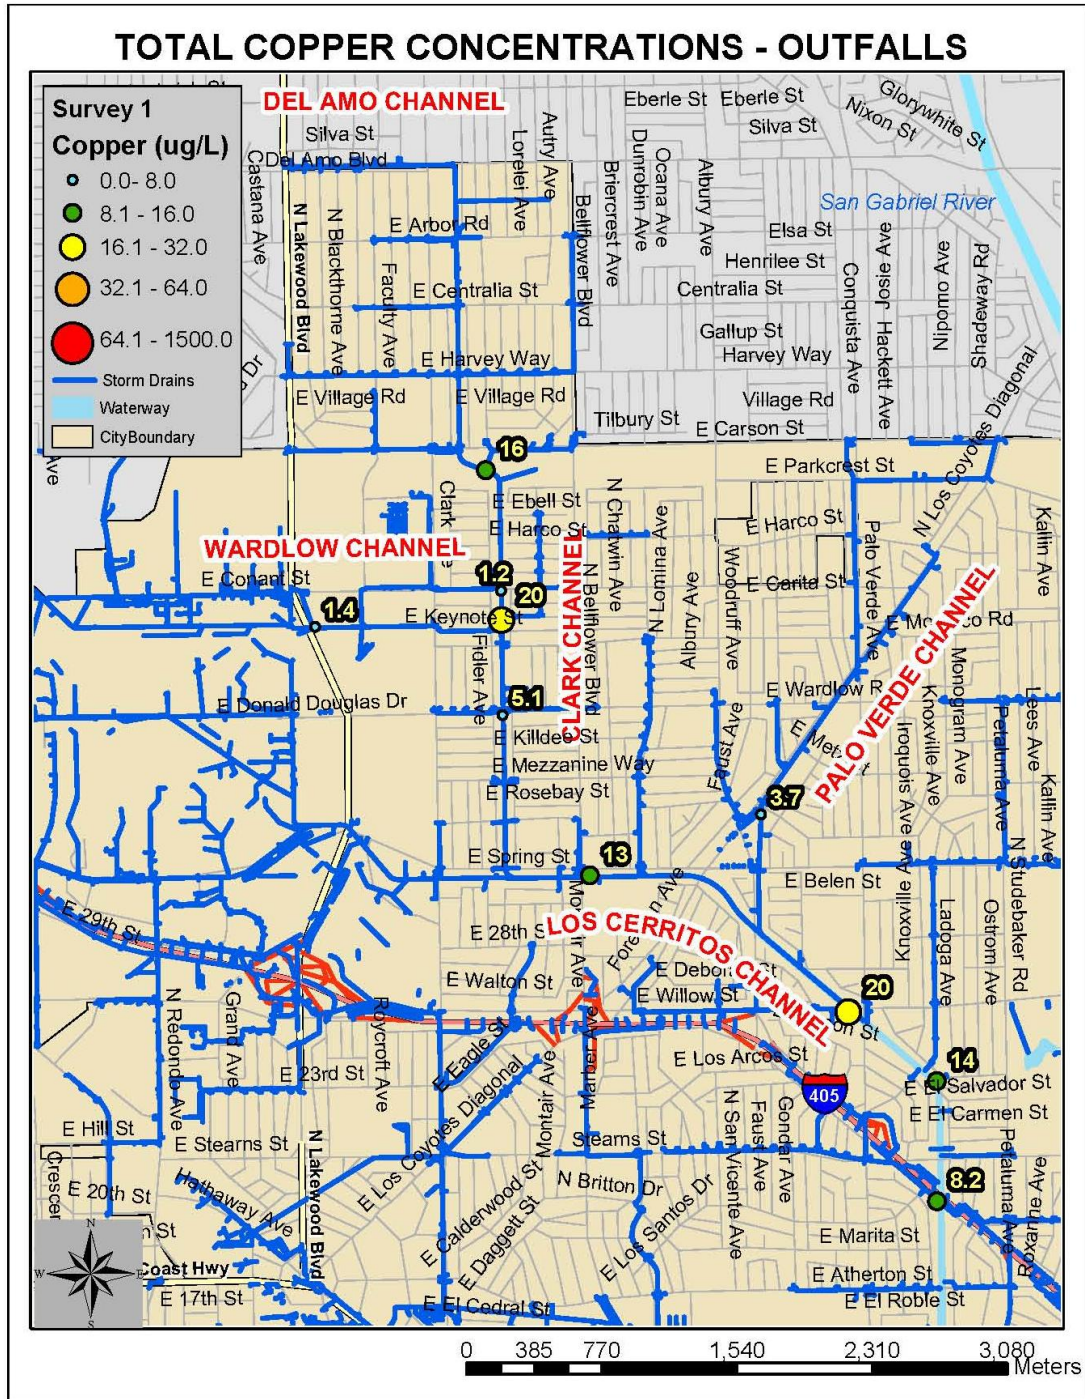 TOTAL COPPER CONCENTRATIONS - OUTFALLS
Survey 1
Copper (ug/L)
0.0- 8.0
8.1 - 16.0
16.1 - 32.0
32.1 - 64.0
64.1 - 1500.0
Storm Drains
Waterway
CityBoundary
DEL AMO CHANNEL
Silva St
Del Amo Blvd
Castana Ave
N Lakewood Blvd
N Blackthorne Ave
Faculty Ave
E Arbor Rd
E Centralia St
E Harvey Way
E Village Rd
E Village Rd
Lorelei Ave
Autry Ave
Bellflower Blvd
Briercrest Ave
Dunrobin Ave
Ocana Ave
Albury Ave
Eberle St
Eberle St
Silva St
Nixon St
Glorywhite St
San Gabriel River
Elsa St
Henrilee St
Centralia St
Gallup St
Harvey Way
Village Rd
Tilbury St
E Carson St
Conquista Ave
Josie Ave
Hackett Ave
Nipomo Ave
Shadeway Rd
N Los Coyotes Diagonal
Dr
Ave
16
E Parkcrest St
E Ebell St
E Harco St
Clark
N Chatwin Ave
N Lomina Ave
E Harco St
Palo Verde Ave
Kallin Ave
WARDLOW CHANNEL
E Conant St
1.2
20
1.4
E Keynote St
CLARK CHANNEL
N Bellflower Blvd
Albury Ave
Woodruff Ave
E Carita St
Rd
PALO VERDE CHANNEL
Monogram Ave
Fidler Ave
5.1
E Donald Douglas Dr
E Killdee St
E Mezzanine Way
E Rosebay St
Faust Ave
E Wardlow R
Knoxville Ave
Iroquois Ave
Petaluma Ave
Lees Ave
Kallin Ave
3.7
E Spring St
13
E Belen St
N Studebaker Rd
E 29th St
E 28th S
LOS CERRITOS CHANNEL
Knoxville Ave
Ladoga Ave
Ostrom Ave
E Walton St
E Willow St
20
N Redondo Ave
Grand Ave
Roycroft Ave
E 23rd St
E Eagle St
E Los Coyotes Diagonal
Montair Ave
E Los Arcos St
405
14
E El Salvador St
E El Carmen St
E Hill St
E Stearns St
N Lakewood Blvd
Stearns St
N San Vicente Ave
Faust Ave
Gondar Ave
Petaluma Ave
Roxanne Ave
8.2
E 20th St
Hathaway Ave
N Britton Dr
E Calderwood St
E Daggett St
E Los Santos Dr
E Marita St
Coast Hwy
E 17th St
E El Cedral St
E Atherton St
E El Roble St
N
W
E
S
0 385 770 1,540 2,310 3,080
Meters